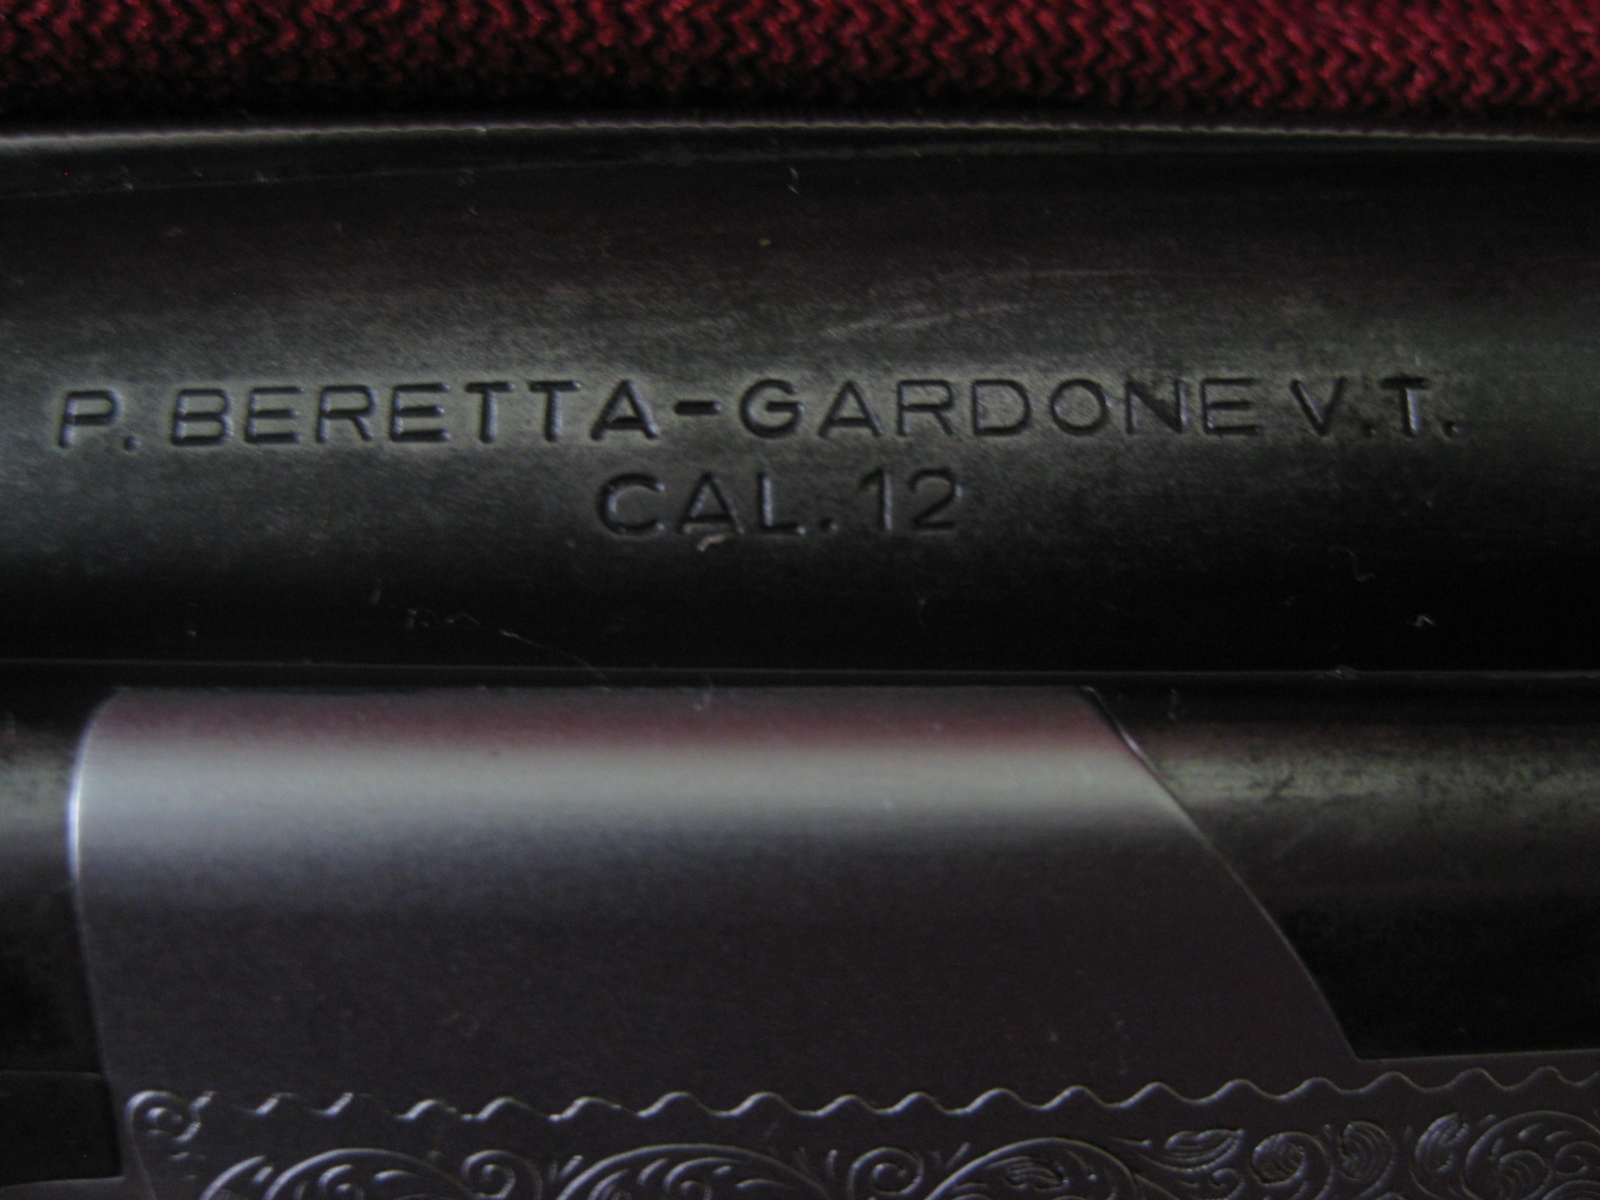 P. BERETTA-GARDONE V.T.
CAL. 12